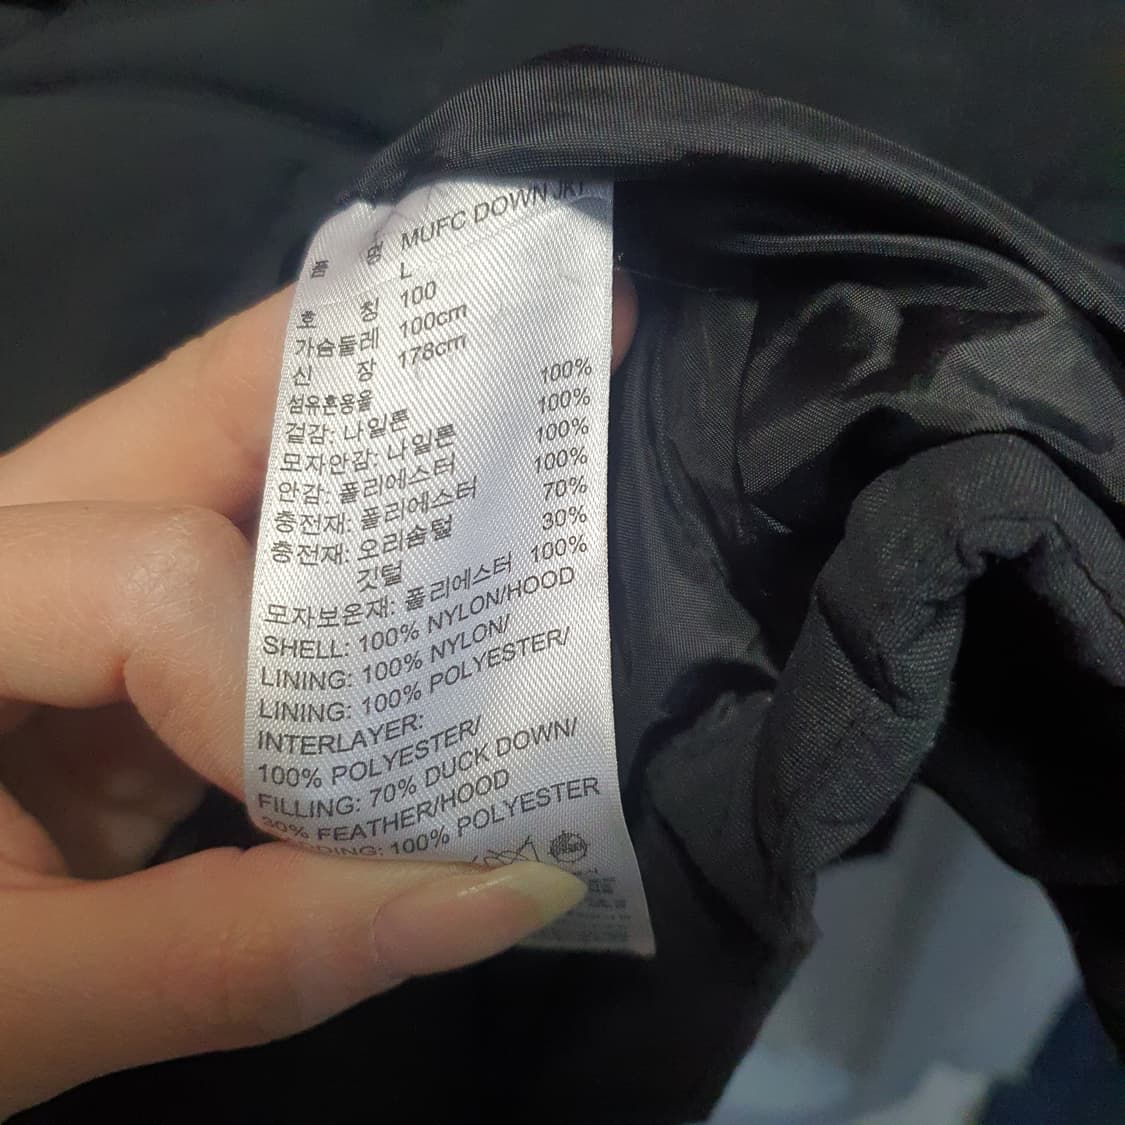 품 명 MUFC DOWN JKT
L
호 칭 100
가슴둘레 100cm
신 장 178cm
섬유혼용율
겉감: 나일론 100%
모자안감: 나일론 100%
안감: 폴리에스터 100%
충전재: 폴리에스터 100%
충전재: 오리솜털 70%
깃털 30%
모자보온재: 폴리에스터 100%
SHELL: 100% NYLON/HOOD
LINING: 100% NYLON/
LINING: 100% POLYESTER/
INTERLAYER:
100% POLYESTER/
FILLING: 70% DUCK DOWN/
30% FEATHER/HOOD
100% POLYESTER